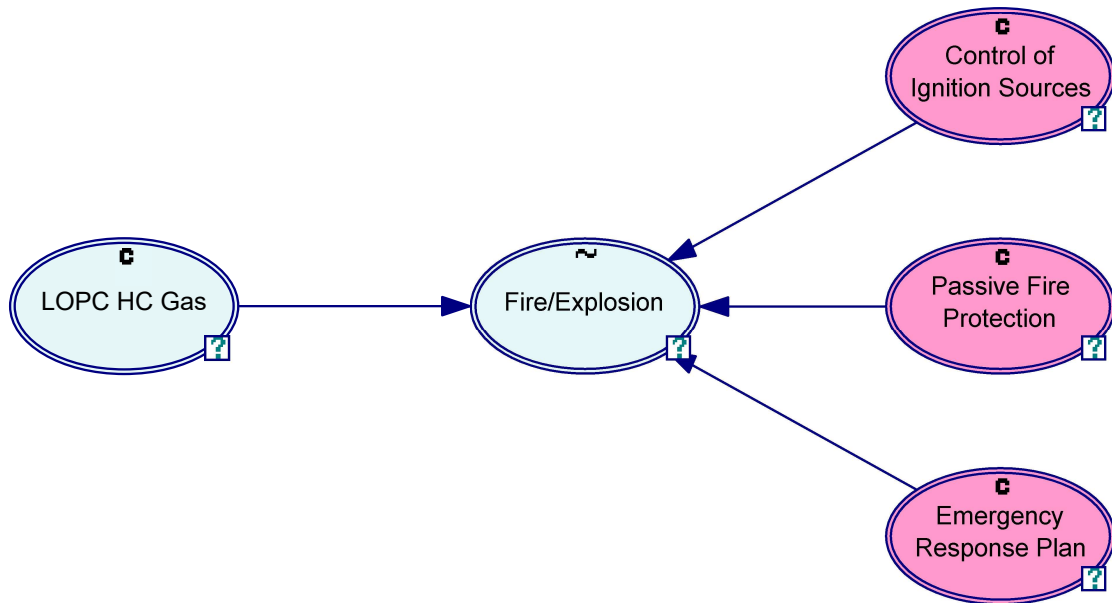 C
Control of
Ignition Sources
?
C
LOPC HC Gas
?
~
Fire/Explosion
?
C
Passive Fire
Protection
?
C
Emergency
Response Plan
?